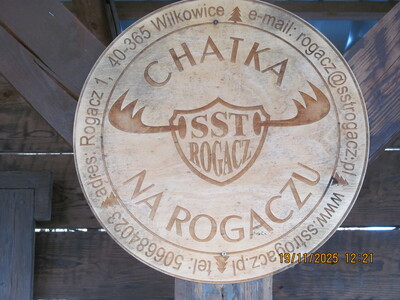 CHATKA
SST
ROGACZ
NA ROGACZU
adres: Rogacz 1, 40-365 Wilkowice
e-mail: rogacz@sstrogacz.pl
www.sstrogacz.pl
tel: 506684023
13/11/2025 12:21